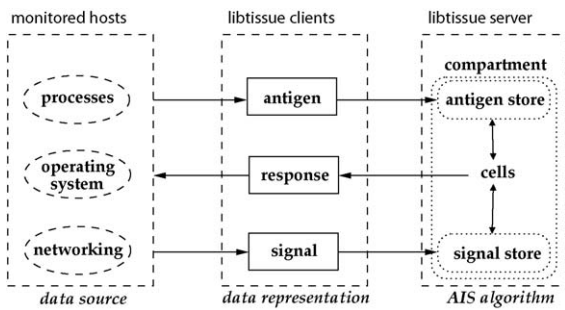 monitored hosts
libtissue clients
libtissue server
compartment
processes
antigen
antigen store
operating
system
response
cells
networking
signal
signal store
data source
data representation
AIS algorithm